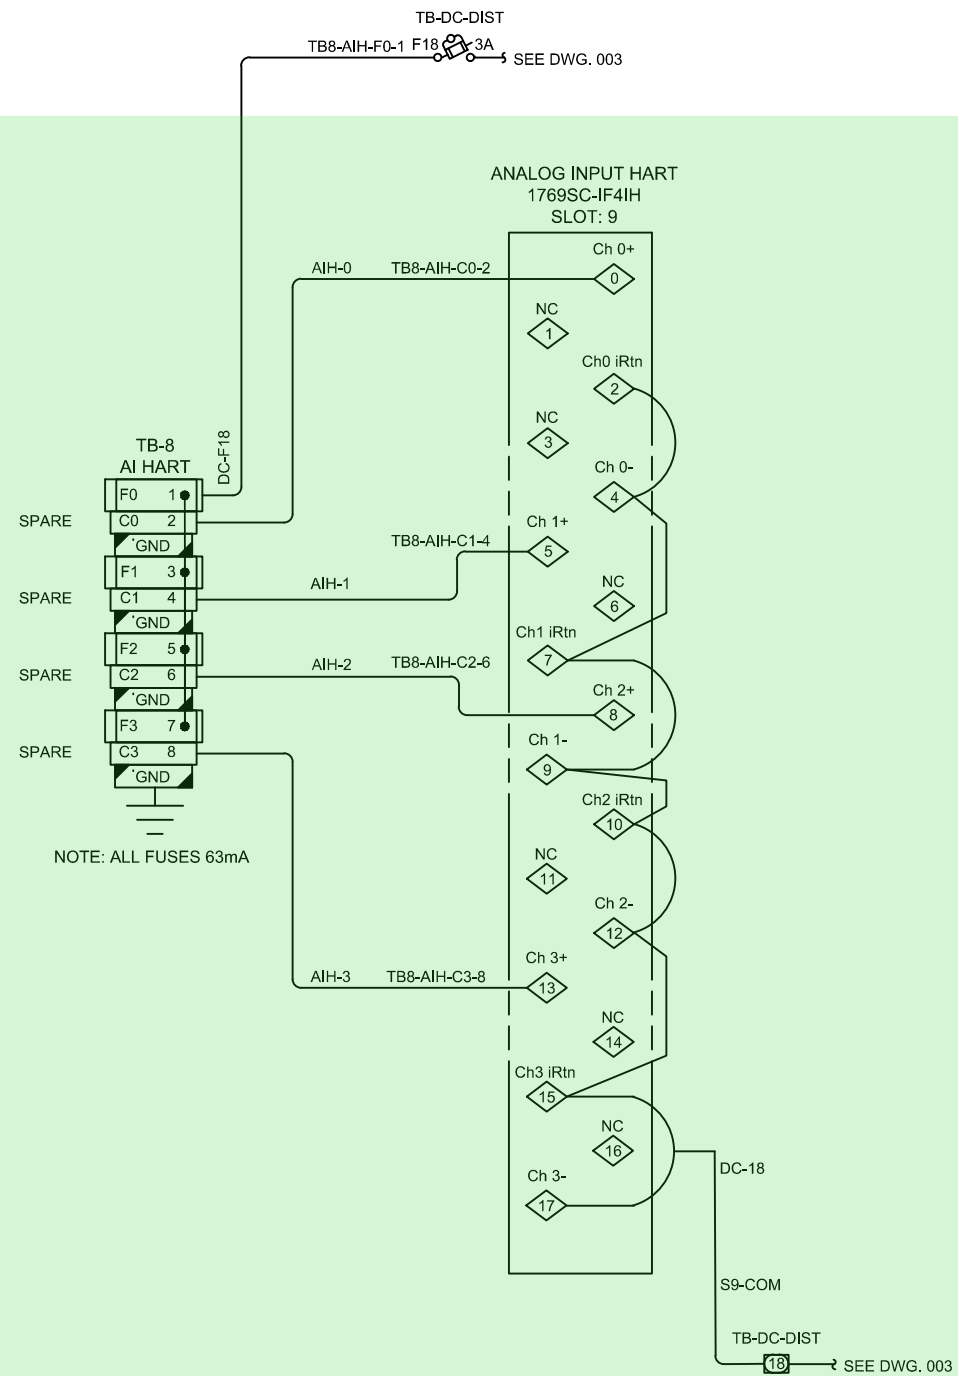 TB-DC-DIST
TB8-AIH-F0-1 F18 3A
SEE DWG. 003
ANALOG INPUT HART
1769SC-IF4IH
SLOT: 9
Ch 0+
AIH-0 TB8-AIH-C0-2
0
NC
1
Ch0 iRtn
2
NC
3
Ch 0-
4
DC-F18
TB-8
AI HART
F0 1
SPARE C0 2
GND
F1 3
SPARE C1 4
GND
F2 5
SPARE C2 6
GND
F3 7
SPARE C3 8
GND
NOTE: ALL FUSES 63mA
Ch 1+
TB8-AIH-C1-4
5
AIH-1
NC
6
Ch1 iRtn
7
AIH-2 TB8-AIH-C2-6
Ch 2+
8
Ch 1-
9
Ch2 iRtn
10
NC
11
Ch 2-
12
Ch 3+
AIH-3 TB8-AIH-C3-8
13
NC
14
Ch3 iRtn
15
NC
16
DC-18
Ch 3-
17
S9-COM
TB-DC-DIST
18 SEE DWG. 003